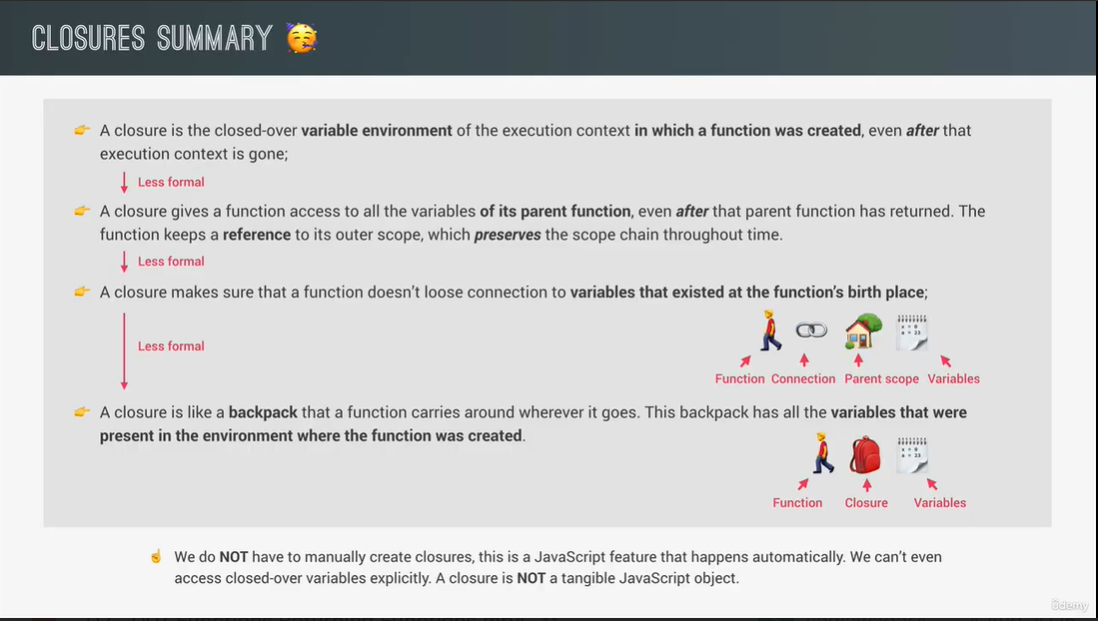 CLOSURES SUMMARY 🥳
👉 A closure is the closed-over variable environment of the execution context in which a function was created, even after that
execution context is gone;
Less formal
👉 A closure gives a function access to all the variables of its parent function, even after that parent function has returned. The
function keeps a reference to its outer scope, which preserves the scope chain throughout time.
Less formal
👉 A closure makes sure that a function doesn't loose connection to variables that existed at the function's birth place;
Less formal
Function Connection Parent scope Variables
👉 A closure is like a backpack that a function carries around wherever it goes. This backpack has all the variables that were
present in the environment where the function was created.
Function Closure Variables
☝️ We do NOT have to manually create closures, this is a JavaScript feature that happens automatically. We can't even
access closed-over variables explicitly. A closure is NOT a tangible JavaScript object.
ûdemy